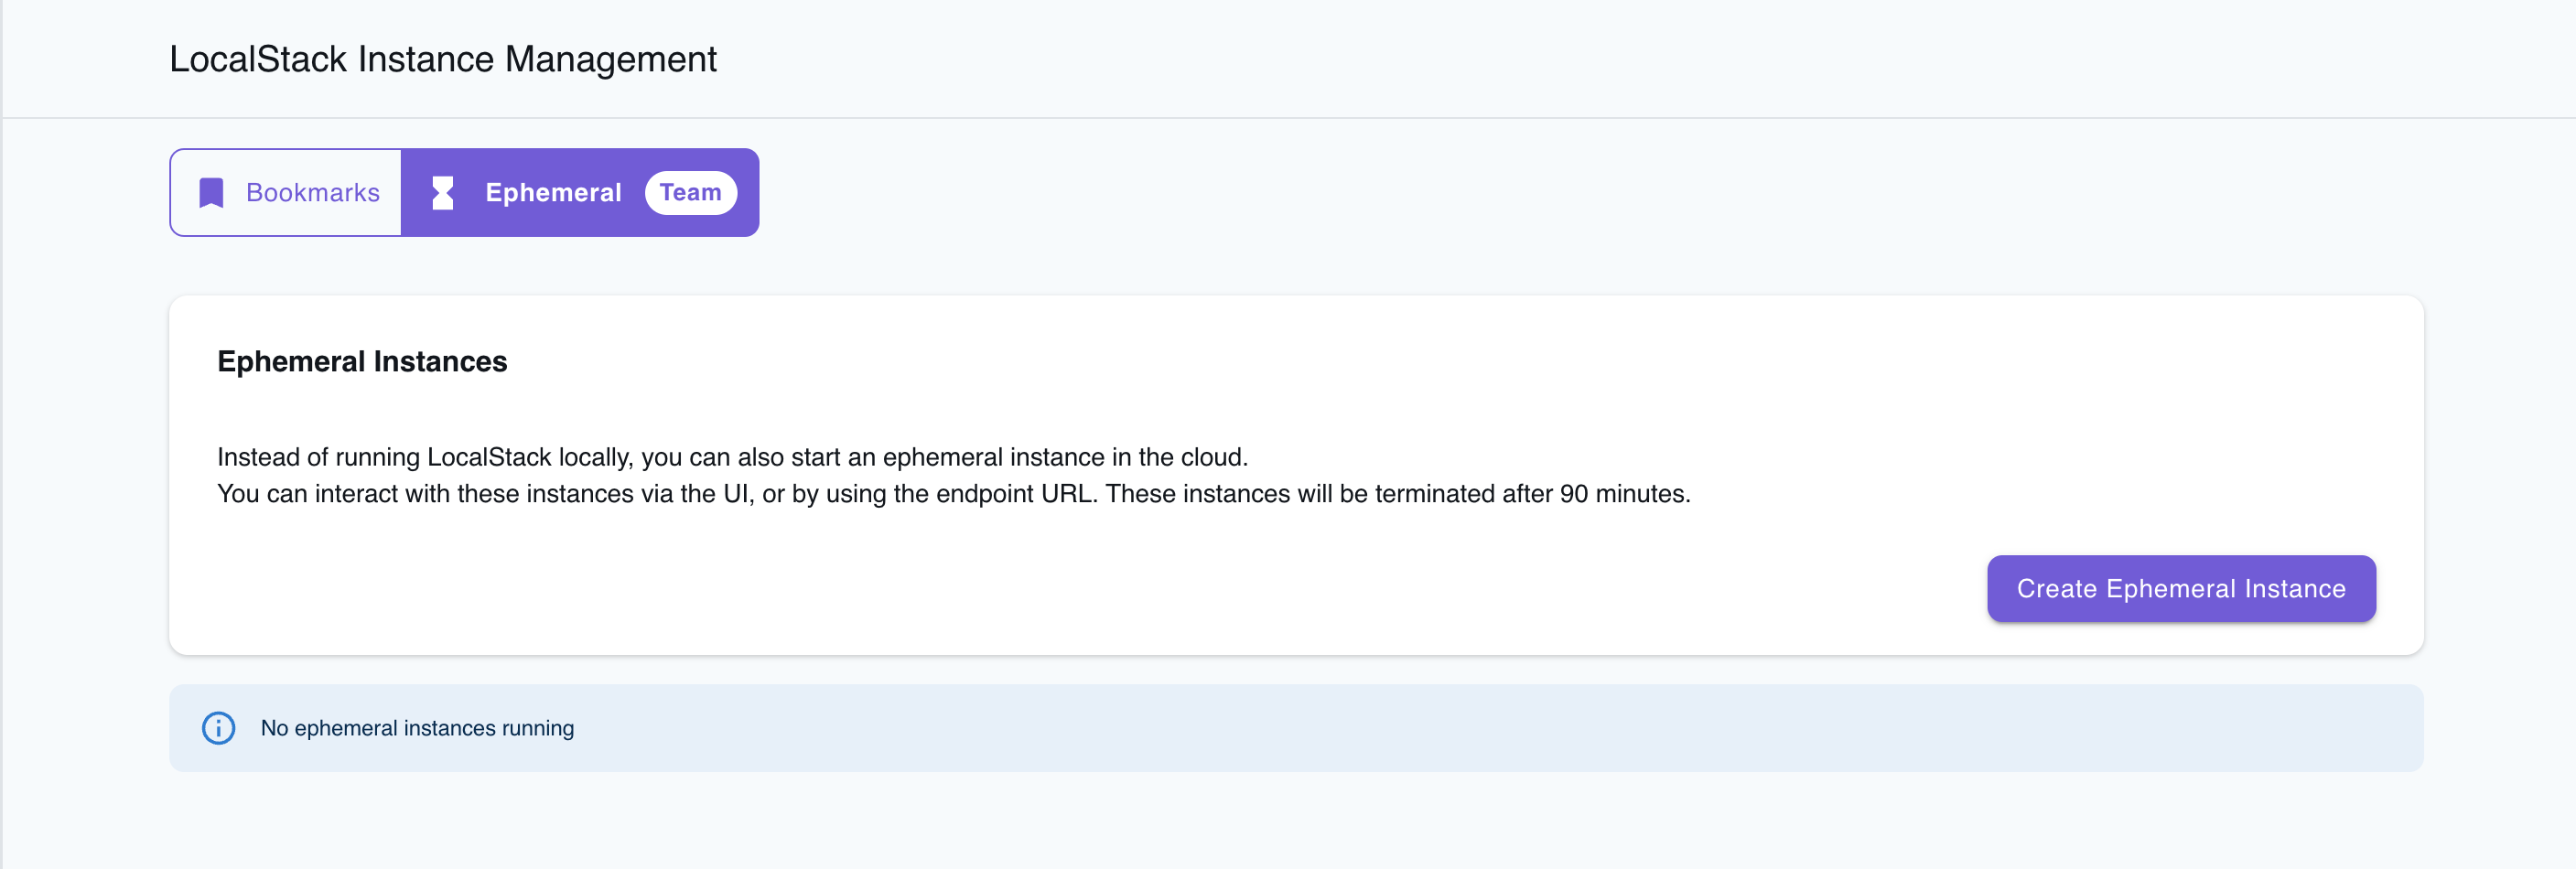 LocalStack Instance Management
Bookmarks
Ephemeral Team
Ephemeral Instances
Instead of running LocalStack locally, you can also start an ephemeral instance in the cloud.
You can interact with these instances via the UI, or by using the endpoint URL. These instances will be terminated after 90 minutes.
Create Ephemeral Instance
No ephemeral instances running